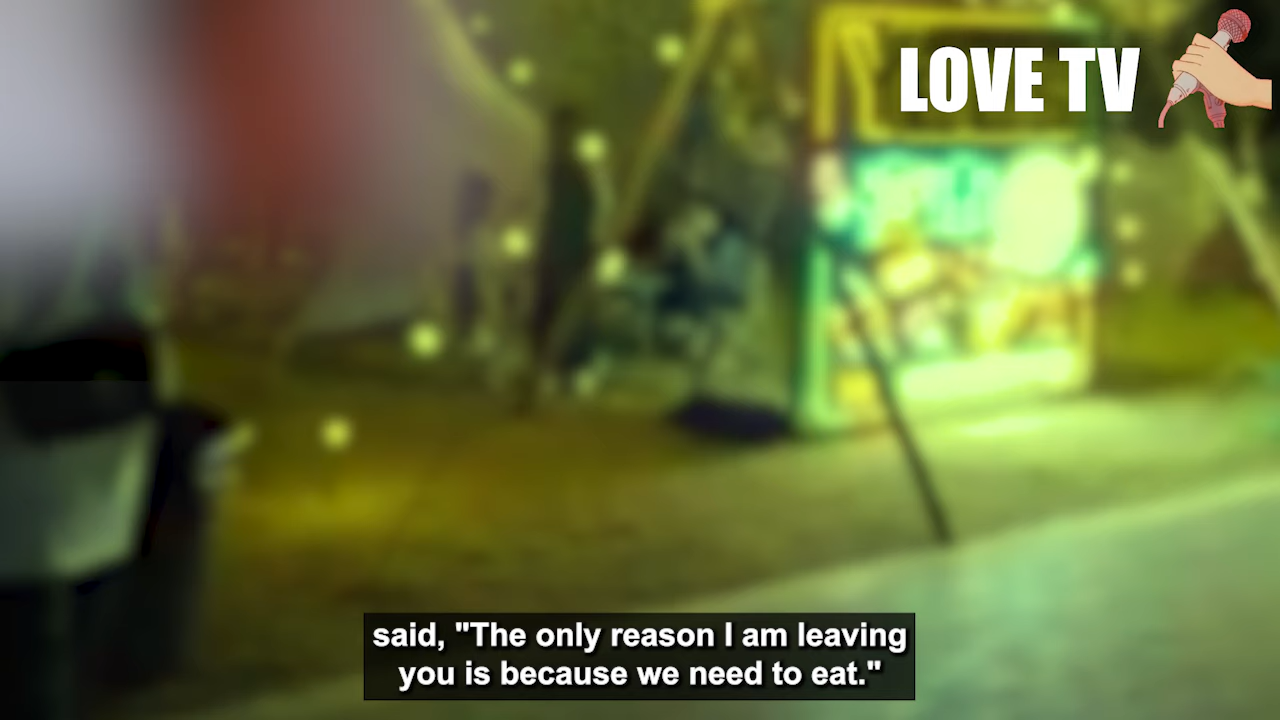 LOVE TV
said, "The only reason I am leaving
you is because we need to eat."